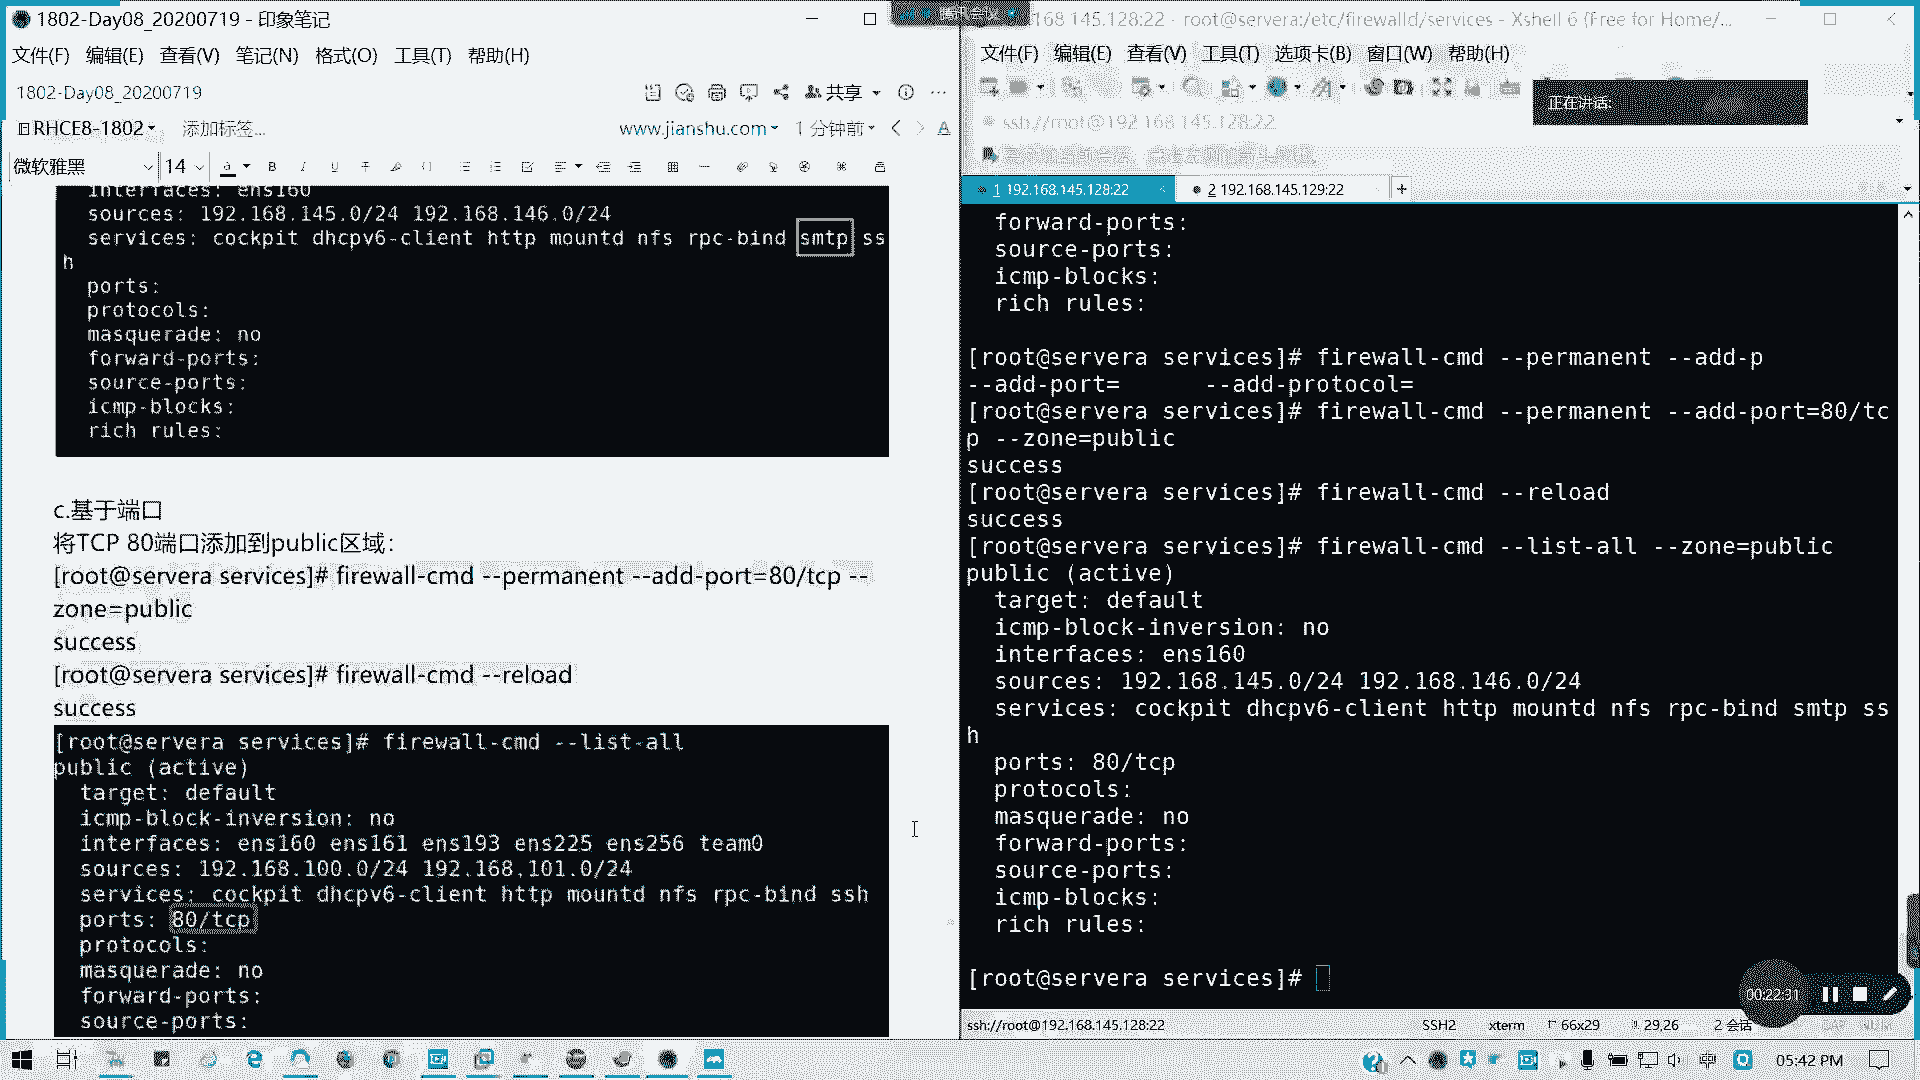 1802-Day08_20200719 - 印象笔记
文件(F) 编辑(E) 查看(V) 笔记(N) 格式(O) 工具(T) 帮助(H)
1802-Day08_20200719
共享
RHCE8-1802
添加标签...
www.jianshu.com
1 分钟前
微软雅黑
14
interfaces: ens160
sources: 192.168.145.0/24 192.168.146.0/24
services: cockpit dhcpv6-client http mountd nfs rpc-bind smtp ss
h
ports:
protocols:
masquerade: no
forward-ports:
source-ports:
icmp-blocks:
rich rules:
c.基于端口
将TCP 80端口添加到public区域：
[root@servera services]# firewall-cmd --permanent --add-port=80/tcp --
zone=public
success
[root@servera services]# firewall-cmd --reload
success
[root@servera services]# firewall-cmd --list-all
public (active)
target: default
icmp-block-inversion: no
interfaces: ens160 ens161 ens193 ens225 ens256 team0
sources: 192.168.100.0/24 192.168.101.0/24
services: cockpit dhcpv6-client http mountd nfs rpc-bind ssh
ports: 80/tcp
protocols:
masquerade: no
forward-ports:
source-ports:
腾讯会议
168 145.128:22 - root@servera:/etc/firewalld/services - Xshell 6 (Free for Home/...
文件(F) 编辑(E) 查看(V) 工具(T) 选项卡(B) 窗口(W) 帮助(H)
正在讲话:
ssh://root@192.168.145.128:22
1 192.168.145.128:22
2 192.168.145.129:22
forward-ports:
source-ports:
icmp-blocks:
rich rules:
[root@servera services]# firewall-cmd --permanent --add-p
--add-port= --add-protocol=
[root@servera services]# firewall-cmd --permanent --add-port=80/tc
p --zone=public
success
[root@servera services]# firewall-cmd --reload
success
[root@servera services]# firewall-cmd --list-all --zone=public
public (active)
target: default
icmp-block-inversion: no
interfaces: ens160
sources: 192.168.145.0/24 192.168.146.0/24
services: cockpit dhcpv6-client http mountd nfs rpc-bind smtp ss
h
ports: 80/tcp
protocols:
masquerade: no
forward-ports:
source-ports:
icmp-blocks:
rich rules:
[root@servera services]#
00:22:31
ssh://root@192.168.145.128:22
SSH2
xterm
66x29
29,26
2 会话
CAP NUM
中
05:42 PM